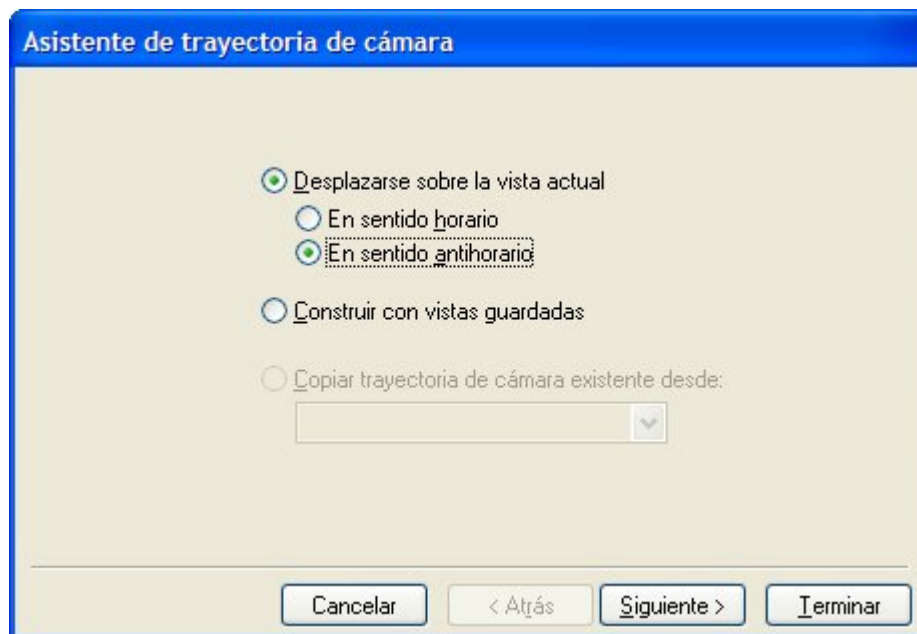 Asistente de trayectoria de cámara
Desplazarse sobre la vista actual
En sentido horario
En sentido antihorario
Construir con vistas guardadas
Copiar trayectoria de cámara existente desde:
Cancelar < Atrás Siguiente > Terminar